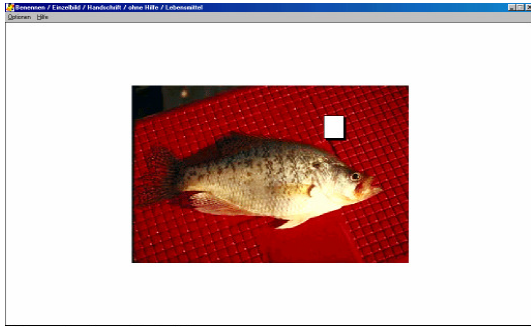 Benennen / Einzelbild / Handschrift / ohne Hilfe / Lebensmittel
Optionen Hilfe